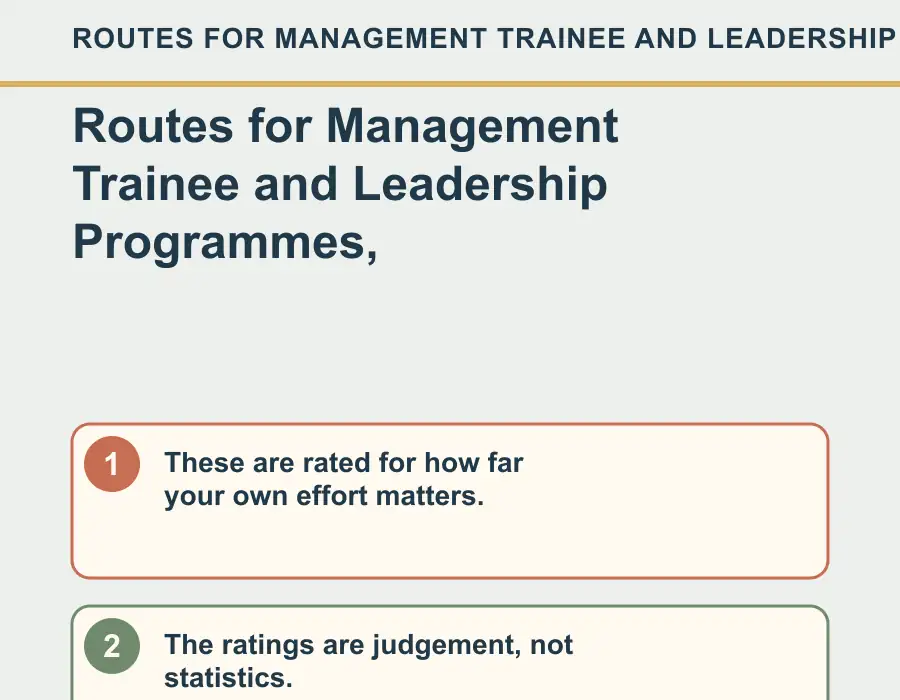 ROUTES FOR MANAGEMENT TRAINEE AND LEADERSHIP
Routes for Management
Trainee and Leadership
Programmes,
1
These are rated for how far
your own effort matters.
2
The ratings are judgement, not
statistics.